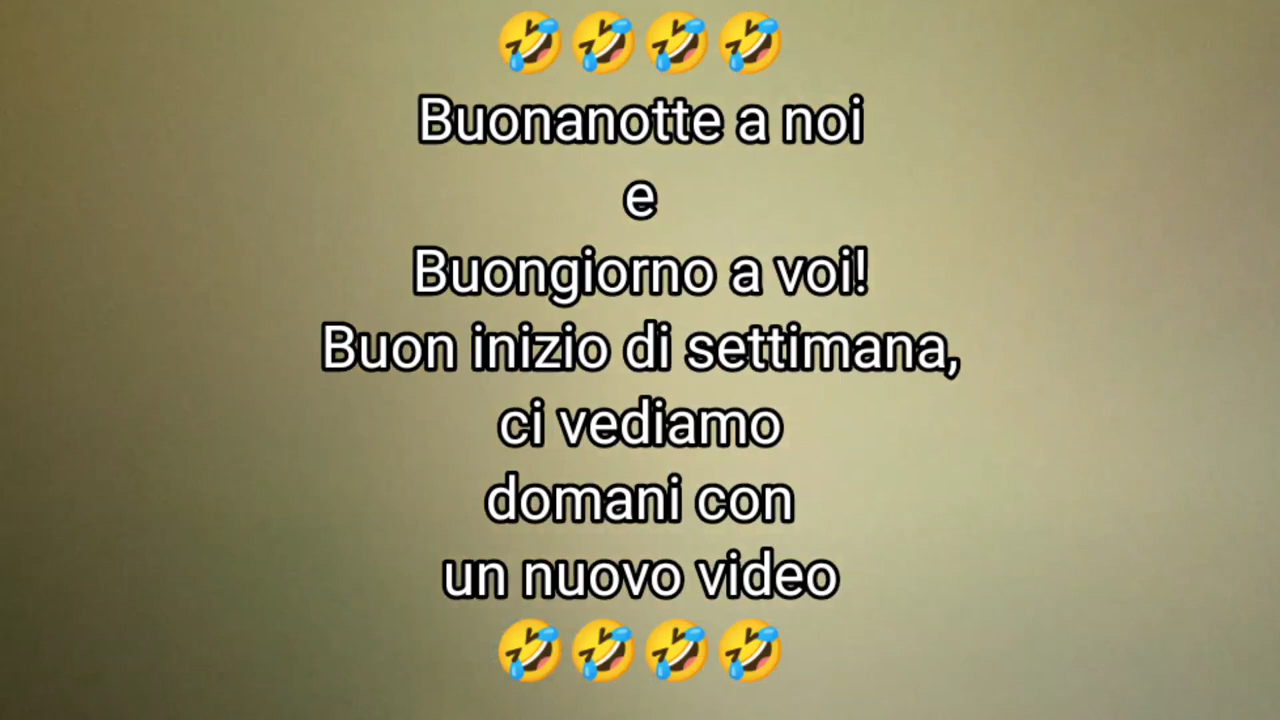 🤣🤣🤣🤣
Buonanotte a noi
e
Buongiorno a voi!
Buon inizio di settimana,
ci vediamo
domani con
un nuovo video
🤣🤣🤣🤣